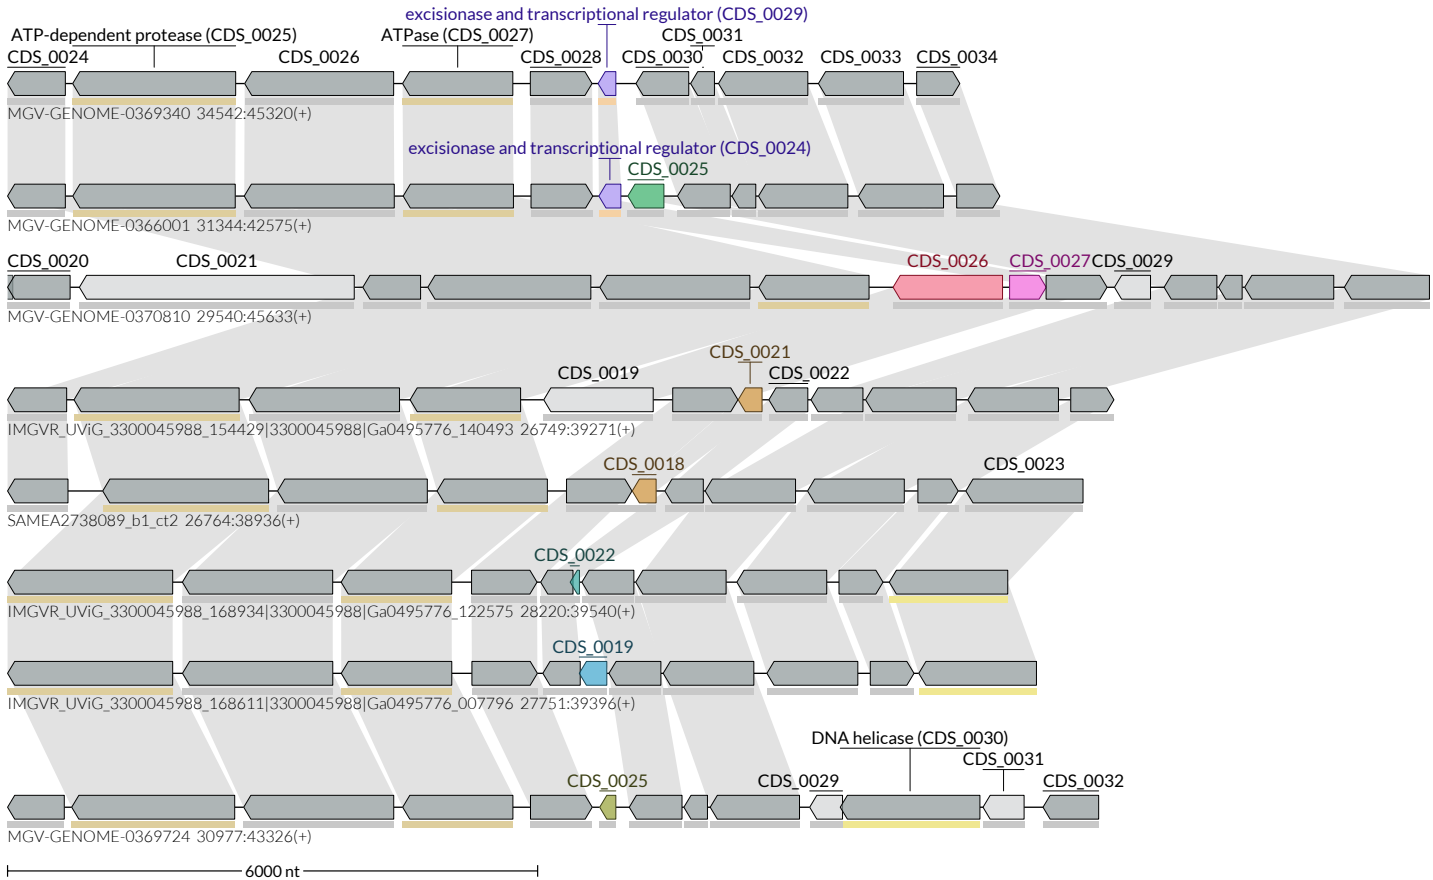 excisionase and transcriptional regulator (CDS_0029)
ATP-dependent protease (CDS_0025) ATPase (CDS_0027) CDS_0031
CDS_0024 CDS_0026 CDS_0028 CDS_0030 CDS_0032 CDS_0033 CDS_0034
MGV-GENOME-0369340 34542:45320(+)
excisionase and transcriptional regulator (CDS_0024)
CDS_0025
MGV-GENOME-0366001 31344:42575(+)
CDS_0020 CDS_0021 CDS_0026 CDS_0027 CDS_0029
MGV-GENOME-0370810 29540:45633(+)
CDS_0021
CDS_0019 CDS_0022
IMGVR_UViG_3300045988_154429|3300045988|Ga0495776_140493 26749:39271(+)
CDS_0018 CDS_0023
SAMEA2738089_b1_ct2 26764:38936(+)
CDS_0022
IMGVR_UViG_3300045988_168934|3300045988|Ga0495776_122575 28220:39540(+)
CDS_0019
IMGVR_UViG_3300045988_168611|3300045988|Ga0495776_007796 27751:39396(+)
DNA helicase (CDS_0030)
CDS_0031
CDS_0025 CDS_0029 CDS_0032
MGV-GENOME-0369724 30977:43326(+)
6000 nt